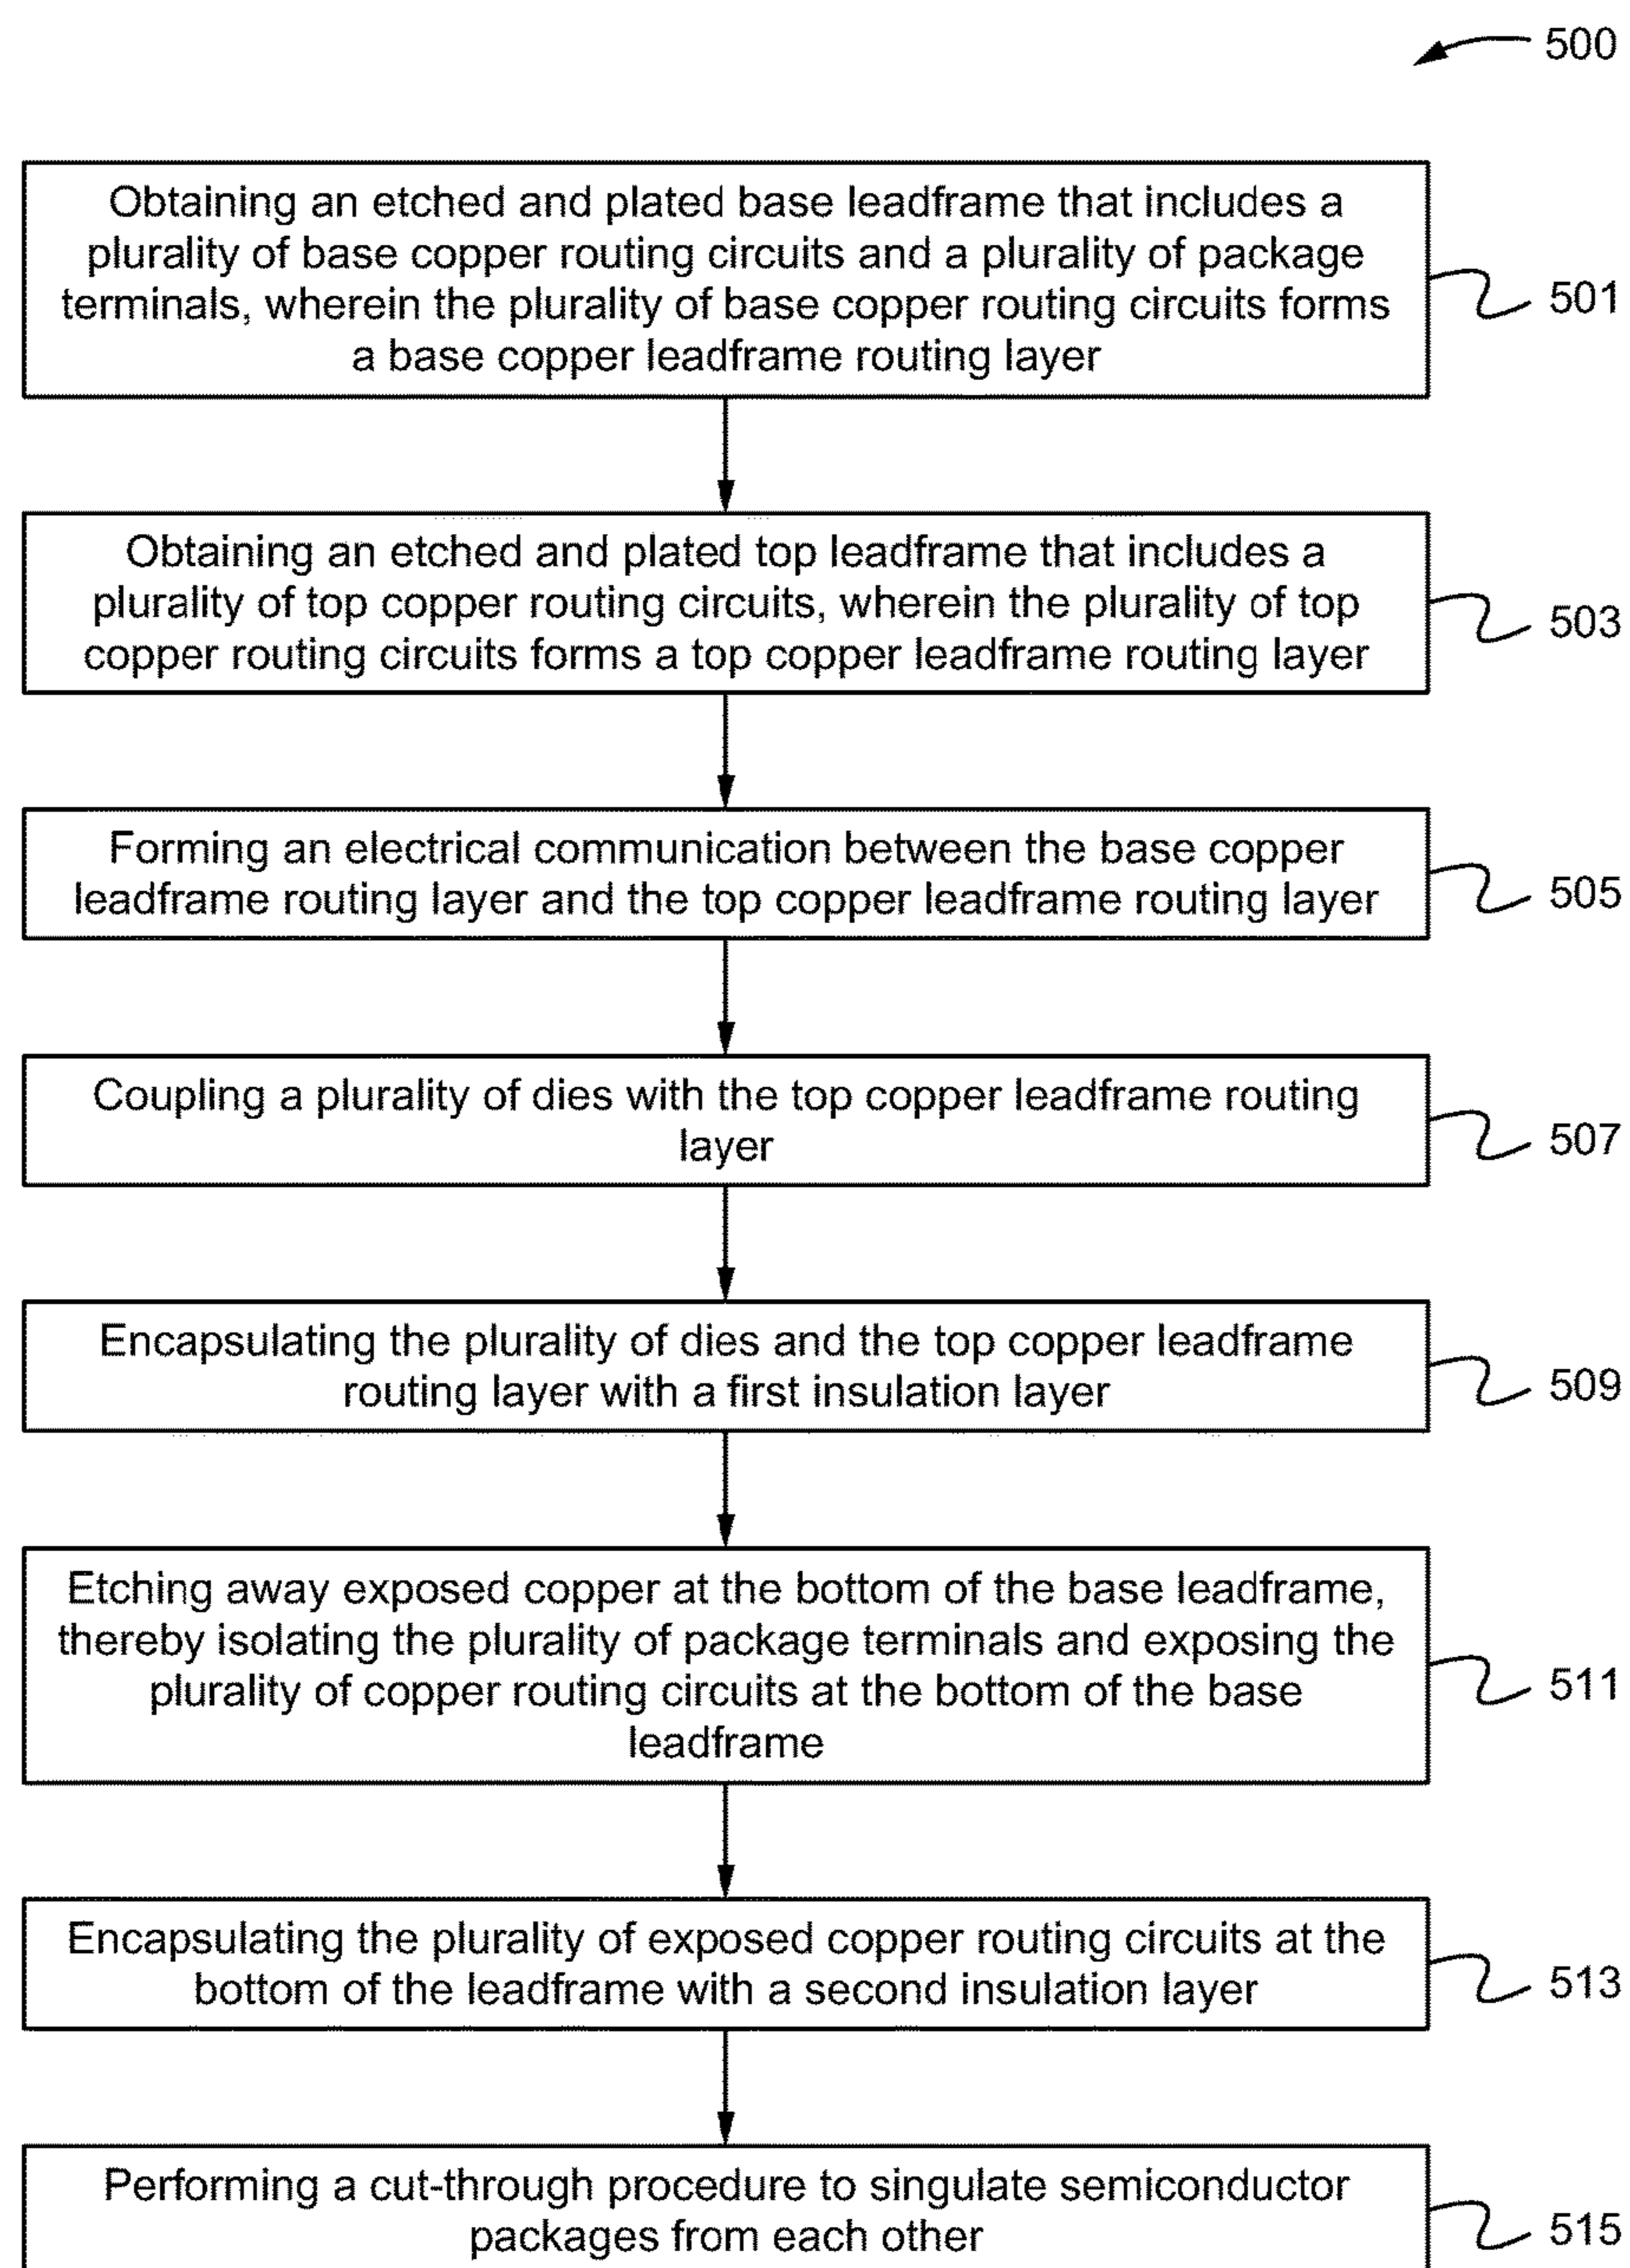 500
Obtaining an etched and plated base leadframe that includes a
plurality of base copper routing circuits and a plurality of package
terminals, wherein the plurality of base copper routing circuits forms
a base copper leadframe routing layer
501
Obtaining an etched and plated top leadframe that includes a
plurality of top copper routing circuits, wherein the plurality of top
copper routing circuits forms a top copper leadframe routing layer
503
Forming an electrical communication between the base copper
leadframe routing layer and the top copper leadframe routing layer
505
Coupling a plurality of dies with the top copper leadframe routing
layer
507
Encapsulating the plurality of dies and the top copper leadframe
routing layer with a first insulation layer
509
Etching away exposed copper at the bottom of the base leadframe,
thereby isolating the plurality of package terminals and exposing the
plurality of copper routing circuits at the bottom of the base
leadframe
511
Encapsulating the plurality of exposed copper routing circuits at the
bottom of the leadframe with a second insulation layer
513
Performing a cut-through procedure to singulate semiconductor
packages from each other
515